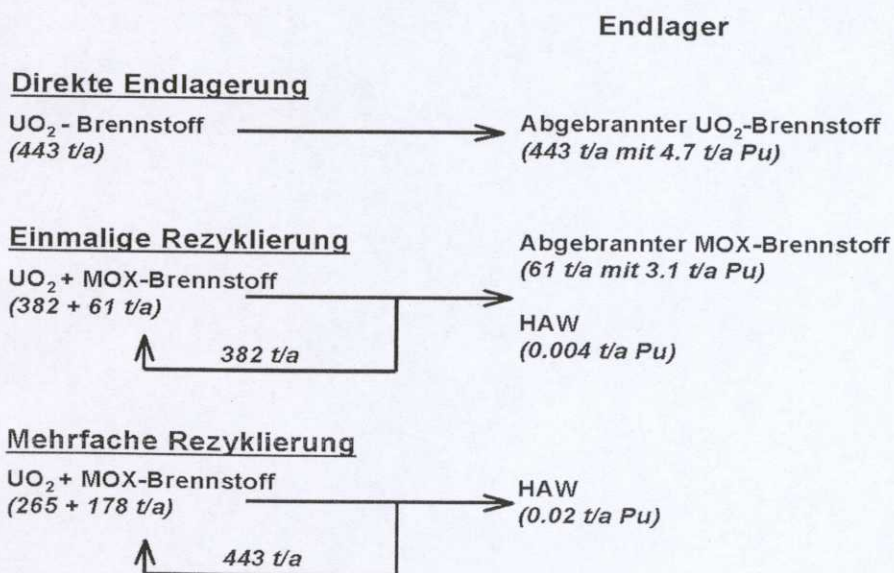 Endlager
Direkte Endlagerung
UO₂ - Brennstoff
(443 t/a)
Abgebrannter UO₂-Brennstoff
(443 t/a mit 4.7 t/a Pu)
Einmalige Rezyklierung
UO₂ + MOX-Brennstoff
(382 + 61 t/a)
382 t/a
Abgebrannter MOX-Brennstoff
(61 t/a mit 3.1 t/a Pu)
HAW
(0.004 t/a Pu)
Mehrfache Rezyklierung
UO₂ + MOX-Brennstoff
(265 + 178 t/a)
443 t/a
HAW
(0.02 t/a Pu)